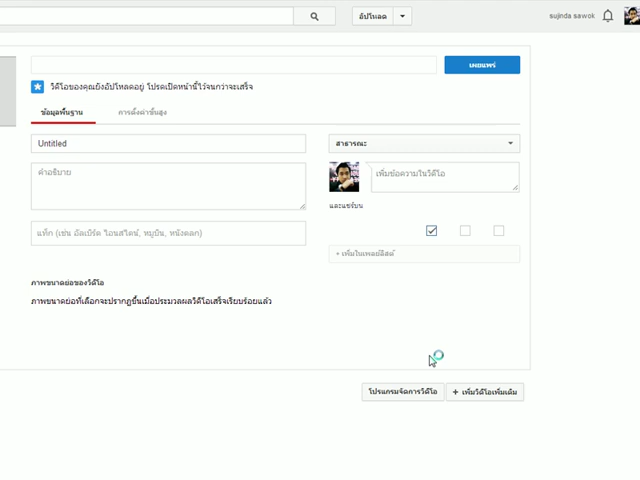 อัปโหลด
sujinda sawok
เผยแพร่
วิดีโอของคุณยังอัปโหลดอยู่ โปรดเปิดหน้านี้ไว้จนกว่าจะเสร็จ
ข้อมูลพื้นฐาน การตั้งค่าขั้นสูง
Untitled
สาธารณะ
คำอธิบาย
เพิ่มข้อความในวิดีโอ
และแชร์บน
แท็ก (เช่น อัลเบิร์ต ไอน์สไตน์, หมูบิน, หนังตลก)
+ เพิ่มในเพลย์ลิสต์
ภาพขนาดย่อของวิดีโอ
ภาพขนาดย่อที่เลือกจะปรากฏขึ้นเมื่อประมวลผลวิดีโอเสร็จเรียบร้อยแล้ว
โปรแกรมจัดการวิดีโอ
+ เพิ่มวิดีโอเพิ่มเติม